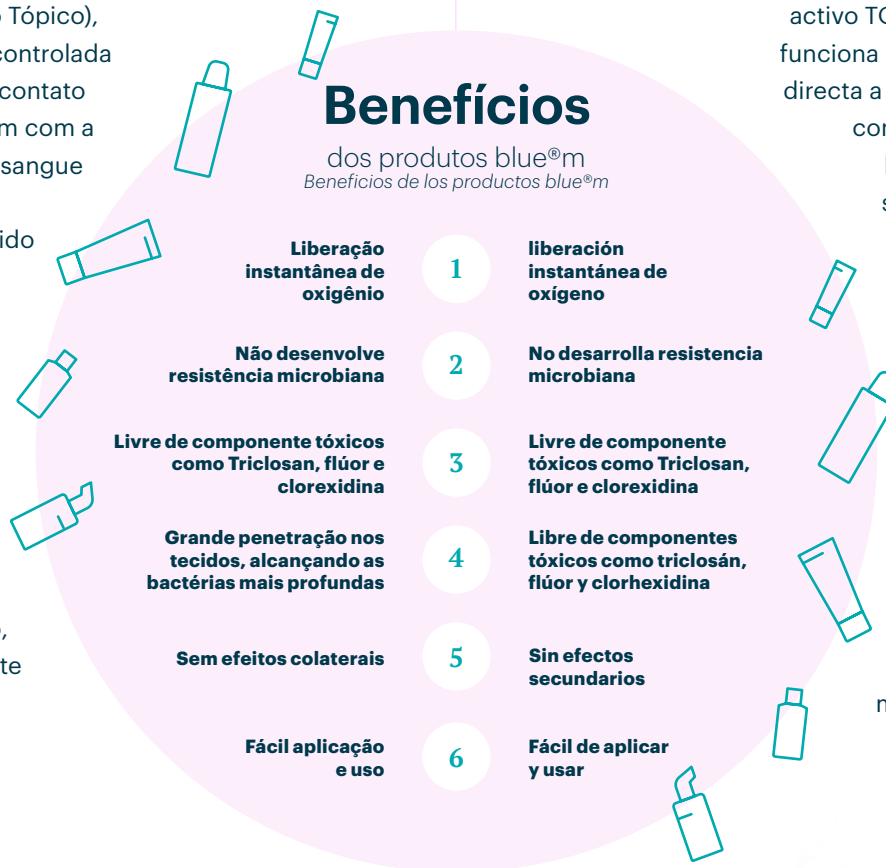 Tópico),
controlada
contato
com a
sangue
ido
te
activo
funciona
directa a
Benefícios
dos produtos blue®m
Beneficios de los productos blue®m
Liberação
instantânea de
oxigênio
1
liberación
instantánea de
oxígeno
Não desenvolve
resistência microbiana
2
No desarrolla resistencia
microbiana
Livre de componente tóxicos
como Triclosan, flúor e
clorexidina
3
Livre de componente
tóxicos como Triclosan,
flúor e clorexidina
Grande penetração nos
tecidos, alcançando as
bactérias mais profundas
4
Libre de componentes
tóxicos como triclosán,
flúor y clorhexidina
Sem efeitos colaterais
5
Sin efectos
secundarios
Fácil aplicação
e uso
6
Fácil de aplicar
y usar